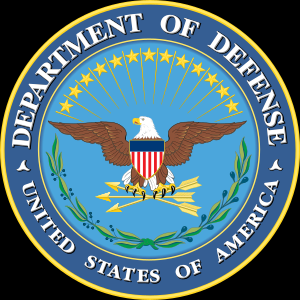 DEPARTMENT OF DEFENSE
UNITED STATES OF AMERICA